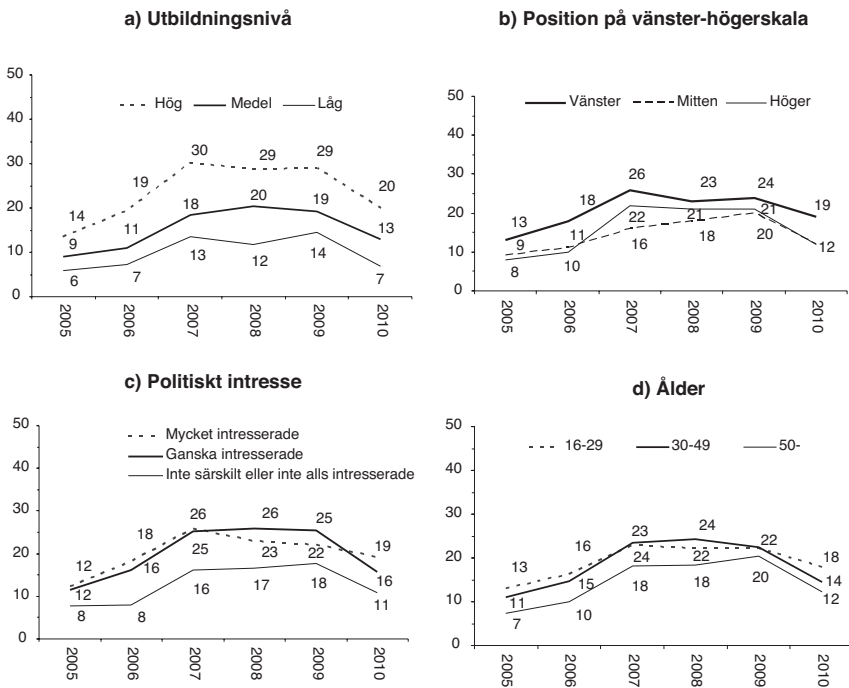 a) Utbildningsnivå
50
40
30
20
10
0
Hög Medel Låg
14 19 30 29 29 20
9 11 18 20 19 13
6 7 13 12 14 7
2005 2006 2007 2008 2009 2010
b) Position på vänster-högerskala
50
40
30
20
10
0
Vänster Mitten Höger
13 18 26 23 24 19
9 11 22 21 21
8 10 16 18 20 12
2005 2006 2007 2008 2009 2010
c) Politiskt intresse
50
40
30
20
10
0
Mycket intresserade
Ganska intresserade
Inte särskilt eller inte alls intresserade
12 18 26 26 25 19
12 16 25 23 22 16
8 8 16 17 18 11
2005 2006 2007 2008 2009 2010
d) Ålder
50
40
30
20
10
0
16-29 30-49 50-
13 16 23 24 22 18
11 15 24 22 14
7 10 18 18 20 12
2005 2006 2007 2008 2009 2010